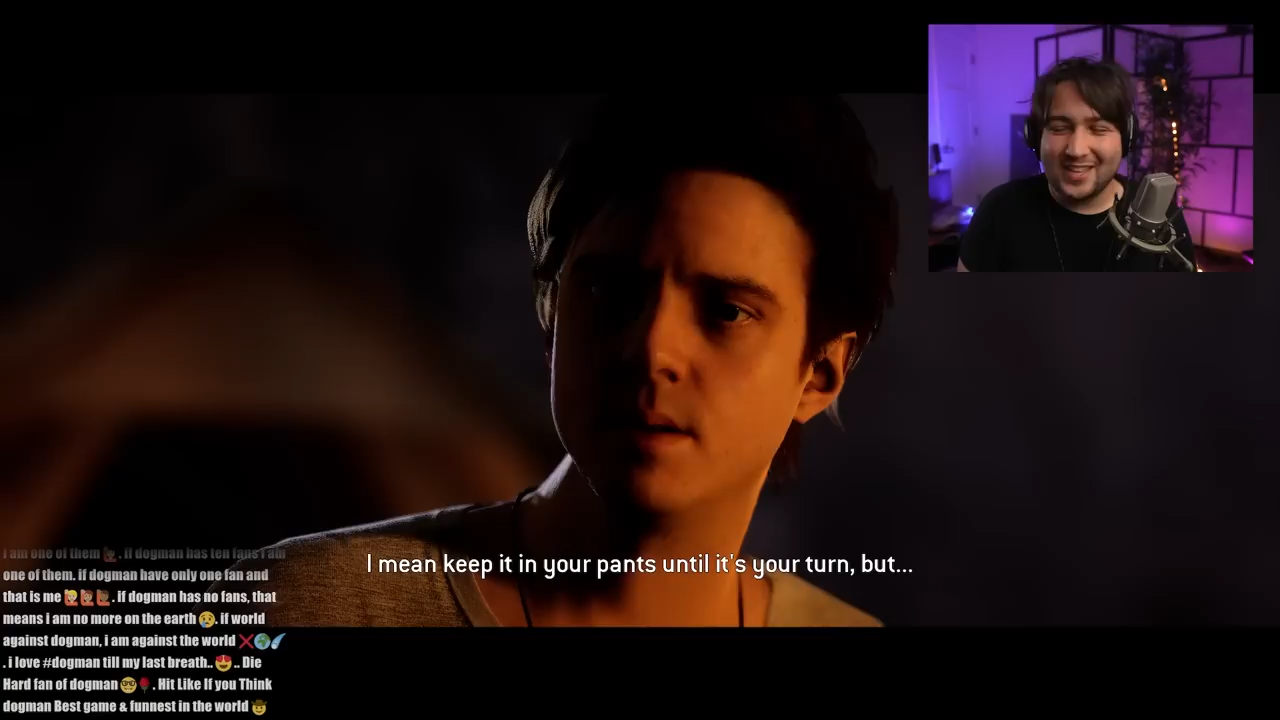 I mean keep it in your pants until it's your turn, but...
i am one of them 🙋🏿. if dogman has ten fans i am
one of them. if dogman have only one fan and
that is me 🙋🏼🙋🏽🙋🏾. if dogman has no fans, that
means i am no more on the earth 😢. if world
against dogman, i am against the world ❌🌍☄️
. i love #dogman till my last breath.. 😍 .. Die
Hard fan of dogman 🤓🌹. Hit Like If you Think
dogman Best game & funnest in the world 🤠